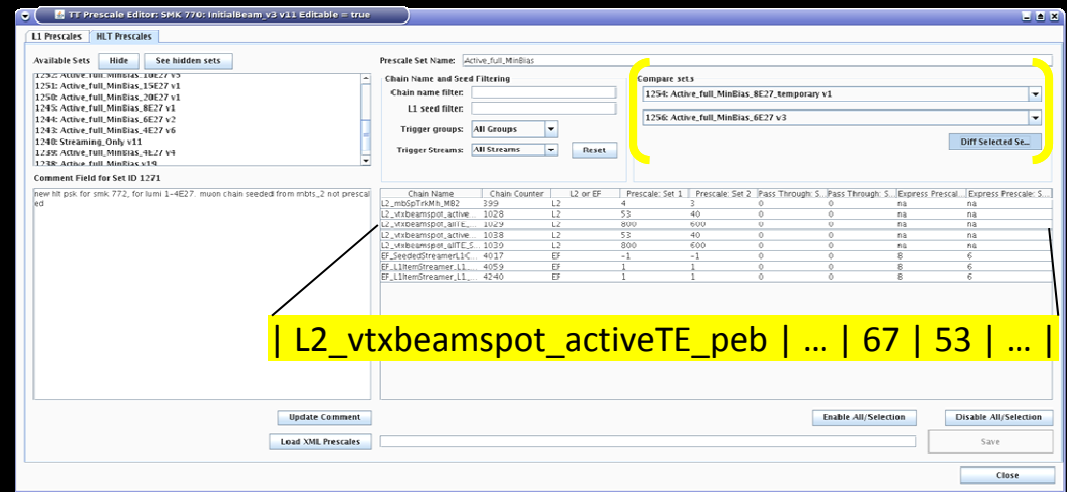 TT Prescale Editor: SMK 770: InitialBeam_v3 v11 Editable = true
L1 Prescales HLT Prescales
Available Sets Hide See hidden sets
Prescale Set Name: Active_full_MinBias
1252: Active_full_MinBias_10E27 v5
1251: Active_full_MinBias_15E27 v1
1250: Active_full_MinBias_20E27 v1
1245: Active_full_MinBias_8E27 v1
1244: Active_full_MinBias_6E27 v2
1243: Active_full_MinBias_4E27 v6
1240: Streaming_Only v11
1239: Active_full_MinBias_4E27 v4
1238: Active_full_MinBias v19
Chain Name and Seed Filtering
Chain name filter:
L1 seed filter:
Trigger groups: All Groups
Trigger Streams: All Streams Reset
Compare sets
1254: Active_full_MinBias_8E27_temporary v1
1256: Active_full_MinBias_6E27 v3
Diff Selected Se...
Comment Field for Set ID 1271
new hlt psk for smk 772, for lumi 1-4E27. muon chain seeded from mbts_2 not prescal
ed
Chain Name Chain Counter L2 or EF Prescale: Set 1 Prescale: Set 2 Pass Through: S... Pass Through: S... Express Prescal... Express Prescale: S...
L2_mbSpTrkMh_MB2 399 L2 4 3 0 0 na na
L2_vtxbeamspot_active... 1028 L2 53 40 0 0 na na
L2_vtxbeamspot_allTE_... 1029 L2 800 600 0 0 na na
L2_vtxbeamspot_active... 1038 L2 53 40 0 0 na na
L2_vtxbeamspot_allTE_S... 1039 L2 800 600 0 0 na na
EF_SeededStreamerL1C... 4017 EF -1 -1 0 0 8 6
EF_L1ItemStreamer_L1_... 4059 EF 1 1 0 0 8 6
EF_L1ItemStreamer_L1_... 4240 EF 1 1 0 0 8 6
| L2_vtxbeamspot_activeTE_peb | ... | 67 | 53 | ... |
Update Comment Enable All/Selection Disable All/Selection
Load XML Prescales Save
Close